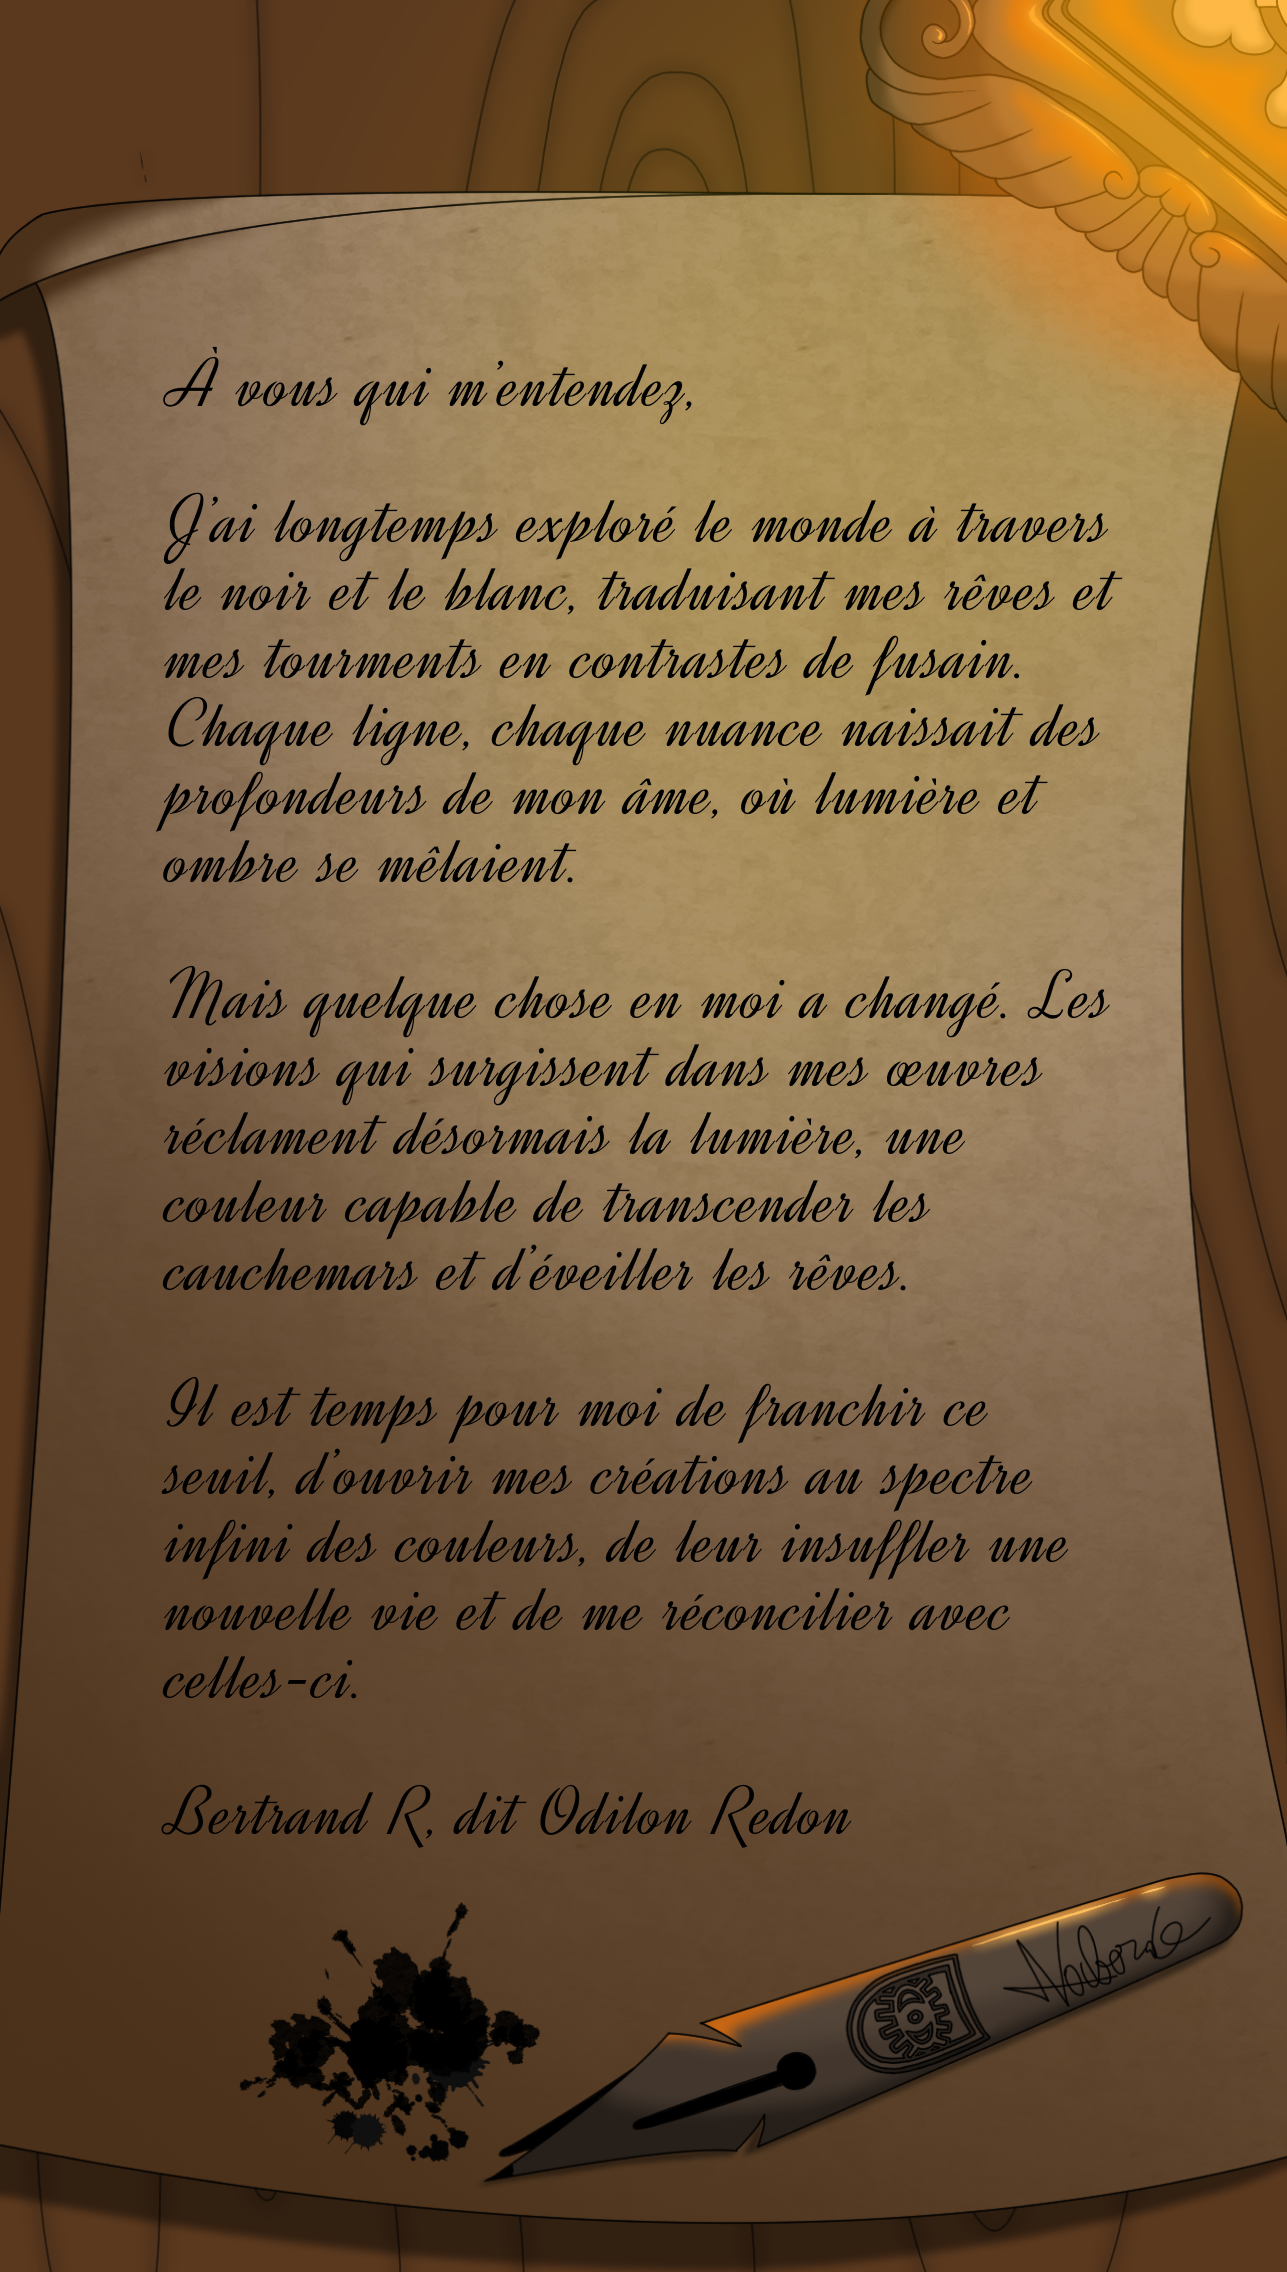 À vous qui m'entendez,
J'ai longtemps exploré le monde à travers
le noir et le blanc, traduisant mes rêves et
mes tourments en contrastes de fusain.
Chaque ligne, chaque nuance naissait des
profondeurs de mon âme, où lumière et
ombre se mêlaient.
Mais quelque chose en moi a changé. Les
visions qui surgissent dans mes œuvres
réclament désormais la lumière, une
couleur capable de transcender les
cauchemars et d'éveiller les rêves.
Il est temps pour moi de franchir ce
seuil, d'ouvrir mes créations au spectre
infini des couleurs, de leur insuffler une
nouvelle vie et de me réconcilier avec
celles-ci.
Bertrand R, dit Odilon Redon